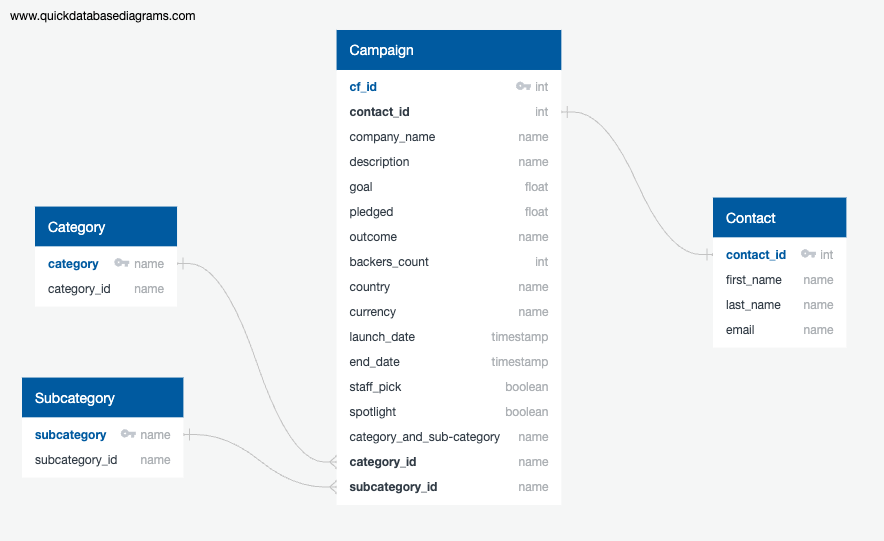 www.quickdatabasediagrams.com
Campaign
cf_id int
contact_id int
company_name name
description name
goal float
pledged float
outcome name
backers_count int
country name
currency name
launch_date timestamp
end_date timestamp
staff_pick boolean
spotlight boolean
category_and_sub-category name
category_id name
subcategory_id name
Category
category name
category_id name
Subcategory
subcategory name
subcategory_id name
Contact
contact_id int
first_name name
last_name name
email name